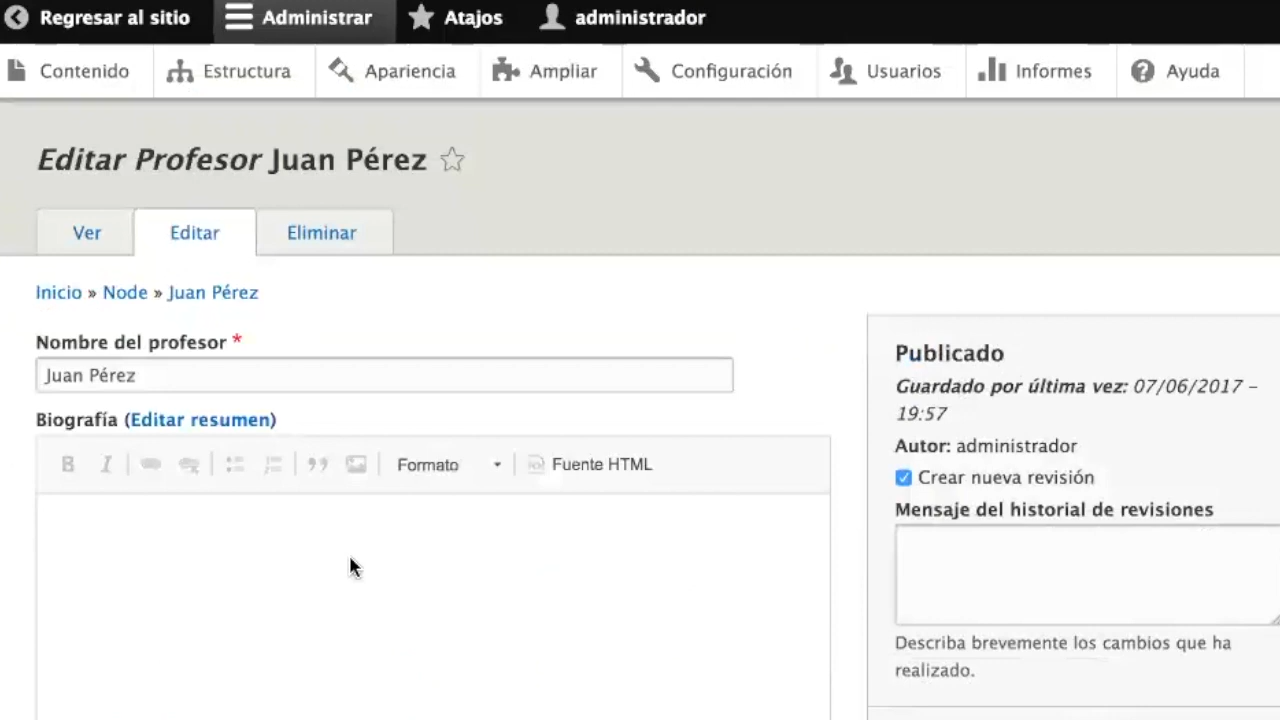 Regresar al sitio Administrar Atajos administrador
Contenido Estructura Apariencia Ampliar Configuración Usuarios Informes Ayuda
Editar Profesor Juan Pérez
Ver Editar Eliminar
Inicio » Node » Juan Pérez
Nombre del profesor *
Juan Pérez
Biografía (Editar resumen)
B I Formato Fuente HTML
Publicado
Guardado por última vez: 07/06/2017 –
19:57
Autor: administrador
Crear nueva revisión
Mensaje del historial de revisiones
Describa brevemente los cambios que ha
realizado.